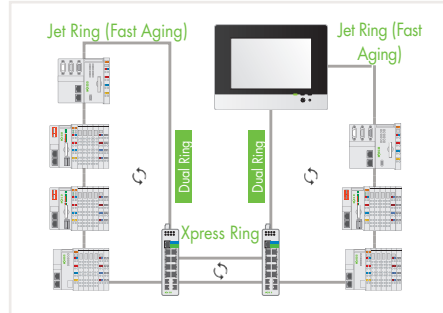 Jet Ring (Fast Aging)
Jet Ring (Fast
Aging)
Dual Ring
Dual Ring
Xpress Ring